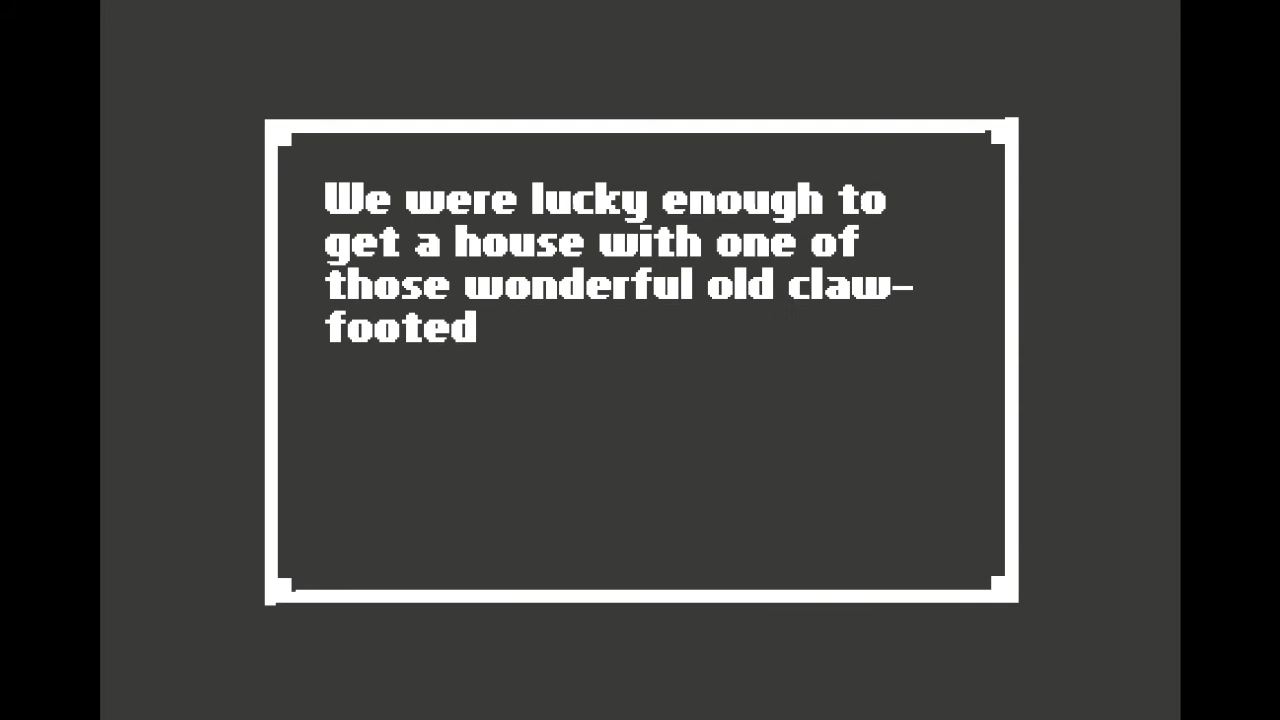 We were lucky enough to
get a house with one of
those wonderful old claw-
footed